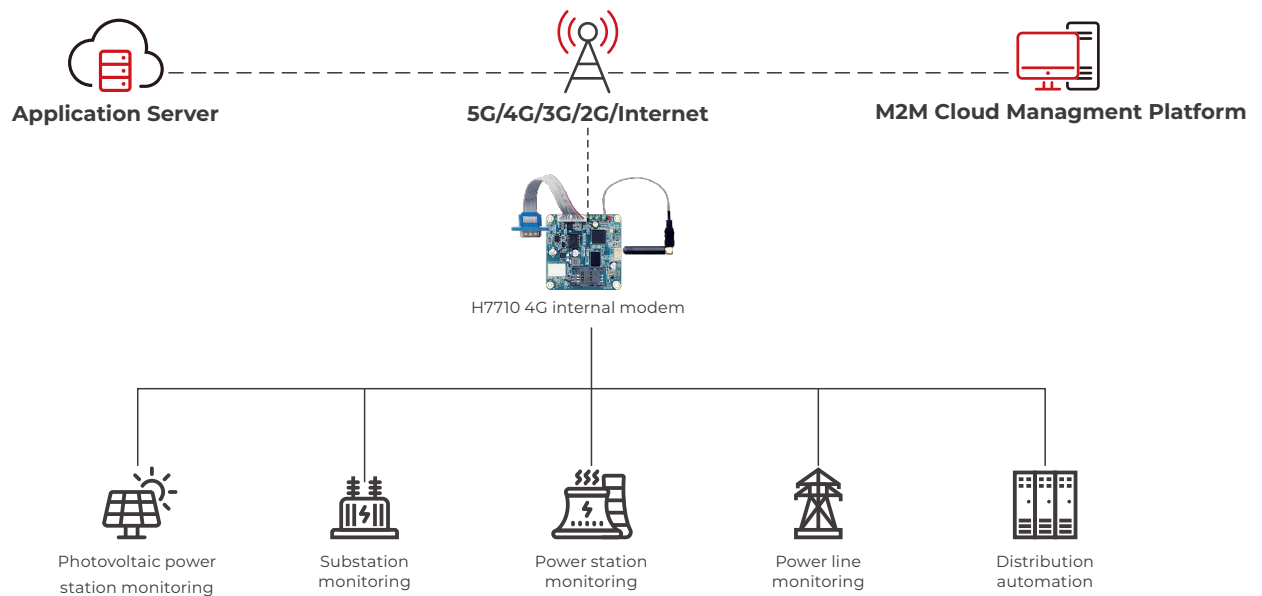 Application Server
5G/4G/3G/2G/Internet
M2M Cloud Managment Platform
H7710 4G internal modem
Photovoltaic power
station monitoring
Substation
monitoring
Power station
monitoring
Power line
monitoring
Distribution
automation